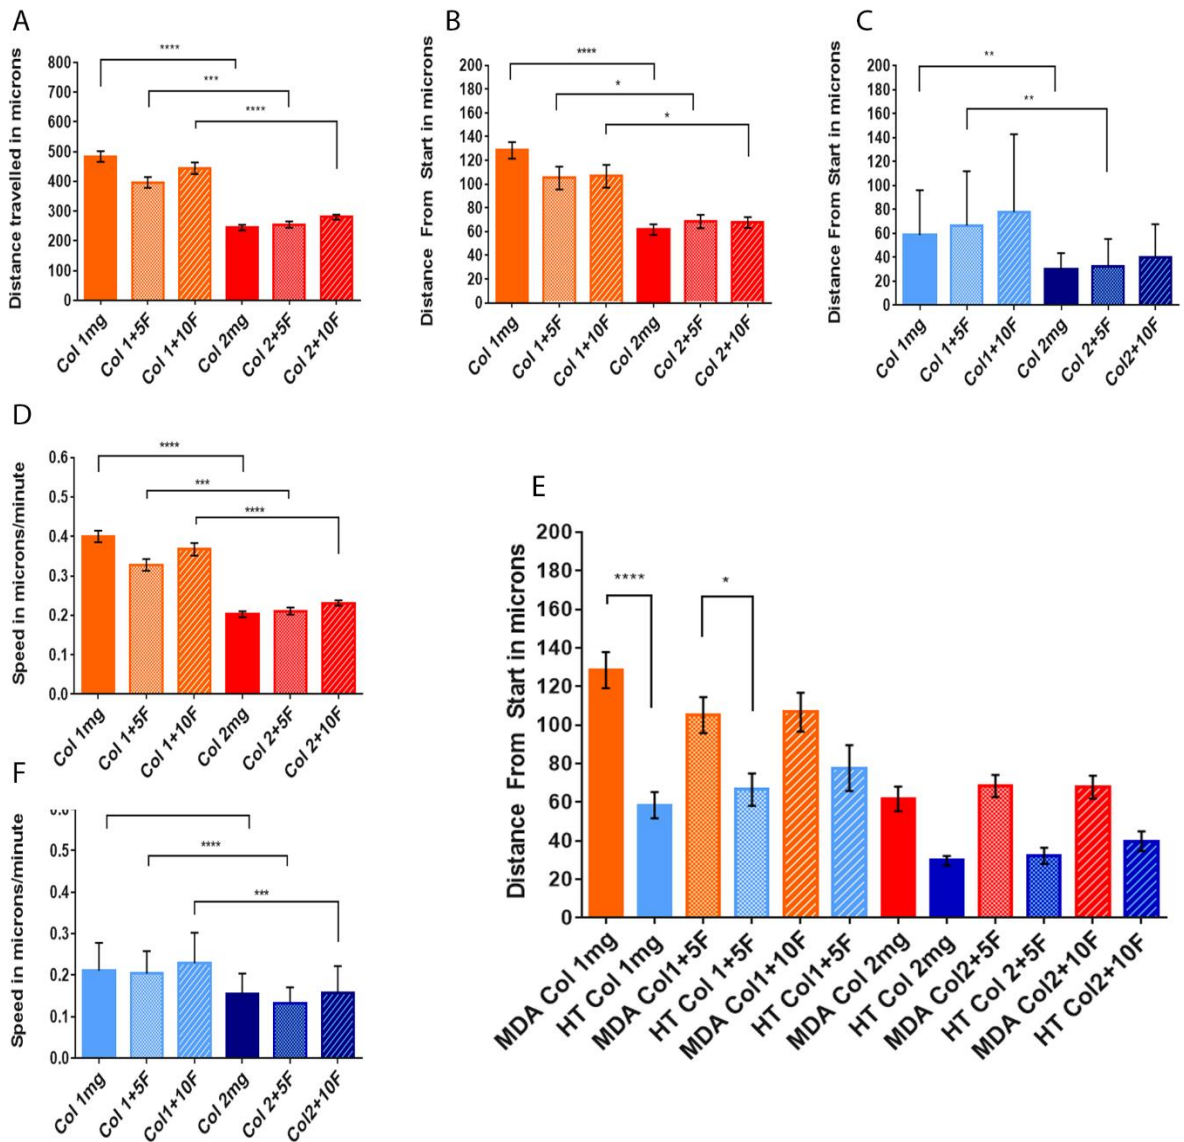 A
Distance travelled in microns
800
700
600
500
400
300
200
100
0
****
***
****
Col 1mg
Col 1+5F
Col 1+10F
Col 2mg
Col 2+5F
Col 2+10F
B
Distance From Start in microns
200
180
160
140
120
100
80
60
40
20
0
****
*
*
Col 1mg
Col 1+5F
Col 1+10F
Col 2mg
Col 2+5F
Col 2+10F
C
Distance From Start in microns
200
180
160
140
120
100
80
60
40
20
0
**
**
Col 1mg
Col 1+5F
Col1+10F
Col 2mg
Col 2+5F
Col2+10F
D
Speed in microns/minute
0.6
0.5
0.4
0.3
0.2
0.1
0.0
****
***
****
Col 1mg
Col 1+5F
Col1+10F
Col 2mg
Col 2+5F
Col 2+10F
E
Distance From Start in microns
200
180
160
140
120
100
80
60
40
20
0
****
*
MDA Col 1mg
HT Col 1mg
MDA Col1+5F
HT Col 1+5F
MDA Col1+10F
HT Col1+5F
MDA Col 2mg
HT Col 2mg
MDA Col2+5F
HT Col 2+5F
MDA Col2+10F
HT Col2+10F
F
Speed in microns/minute
0.6
0.5
0.4
0.3
0.2
0.1
0.0
****
***
Col 1mg
Col 1+5F
Col1+10F
Col 2mg
Col 2+5F
Col2+10F